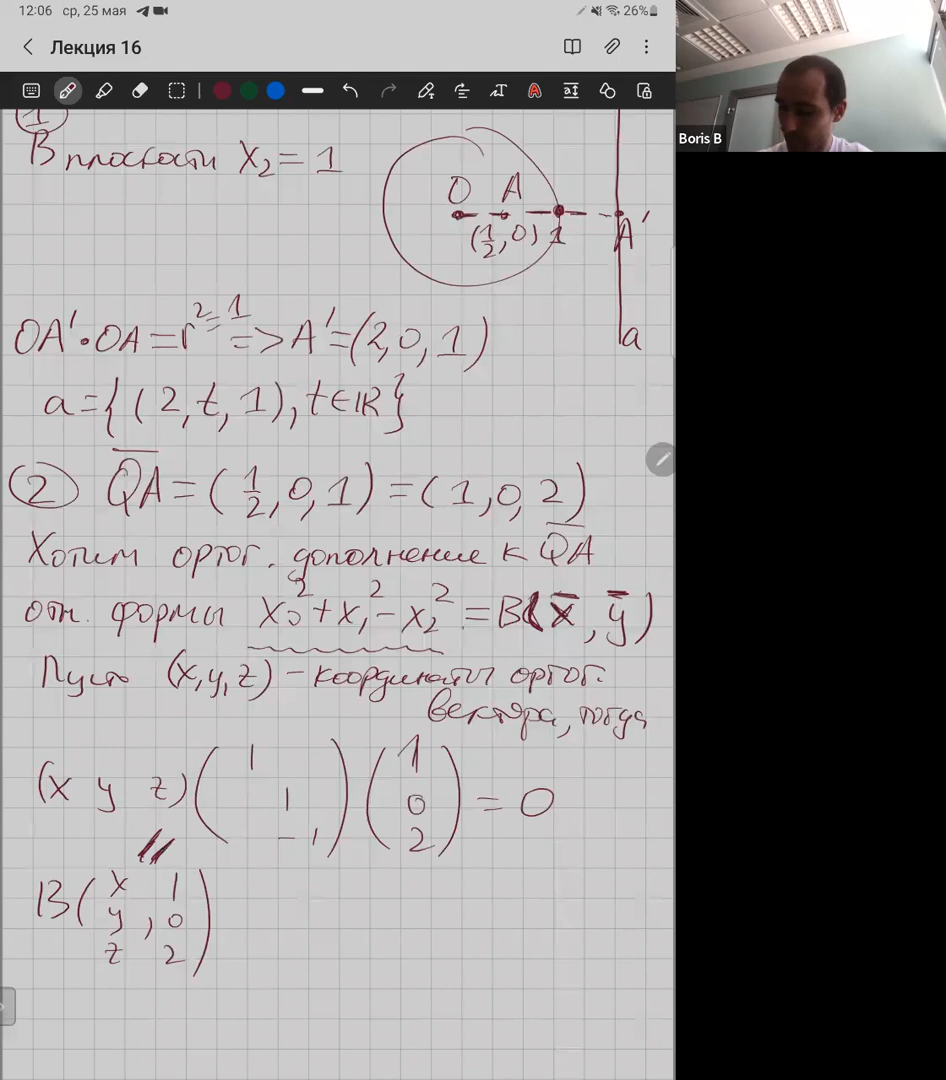 12:06 ср, 25 мая 26%
Лекция 16
Boris B
1
В плоскости x₂ = 1
O A
(1/2, 0) 1 A'
a
OA'·OA = r² = 1 => A' = (2, 0, 1)
a = { (2, t, 1), t ∈ ℝ }
2 QA = (1/2, 0, 1) = (1, 0, 2)
Хотим ортог. дополнение к QA
отн. формы x₀² + x₁² - x₂² = B(x, y)
Пусть (x, y, z) - координаты ортог.
вектора, тогда
(x y z) (1 1 -1) (1 0 2) = 0
B( x 1
y , 0
z 2 )